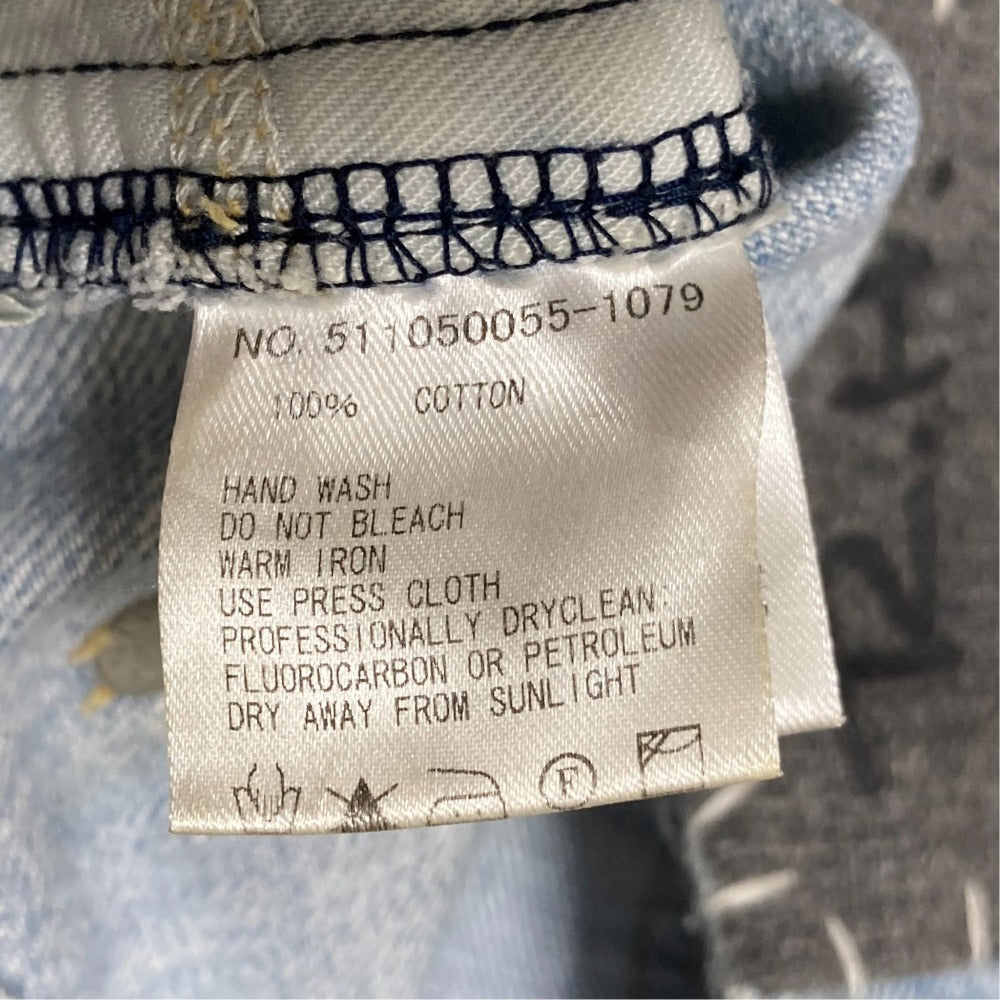 NO. 511050055-1079
100% COTTON
HAND WASH
DO NOT BLEACH
WARM IRON
USE PRESS CLOTH
PROFESSIONALLY DRYCLEAN:
FLUOROCARBON OR PETROLEUM
DRY AWAY FROM SUNLIGHT
F